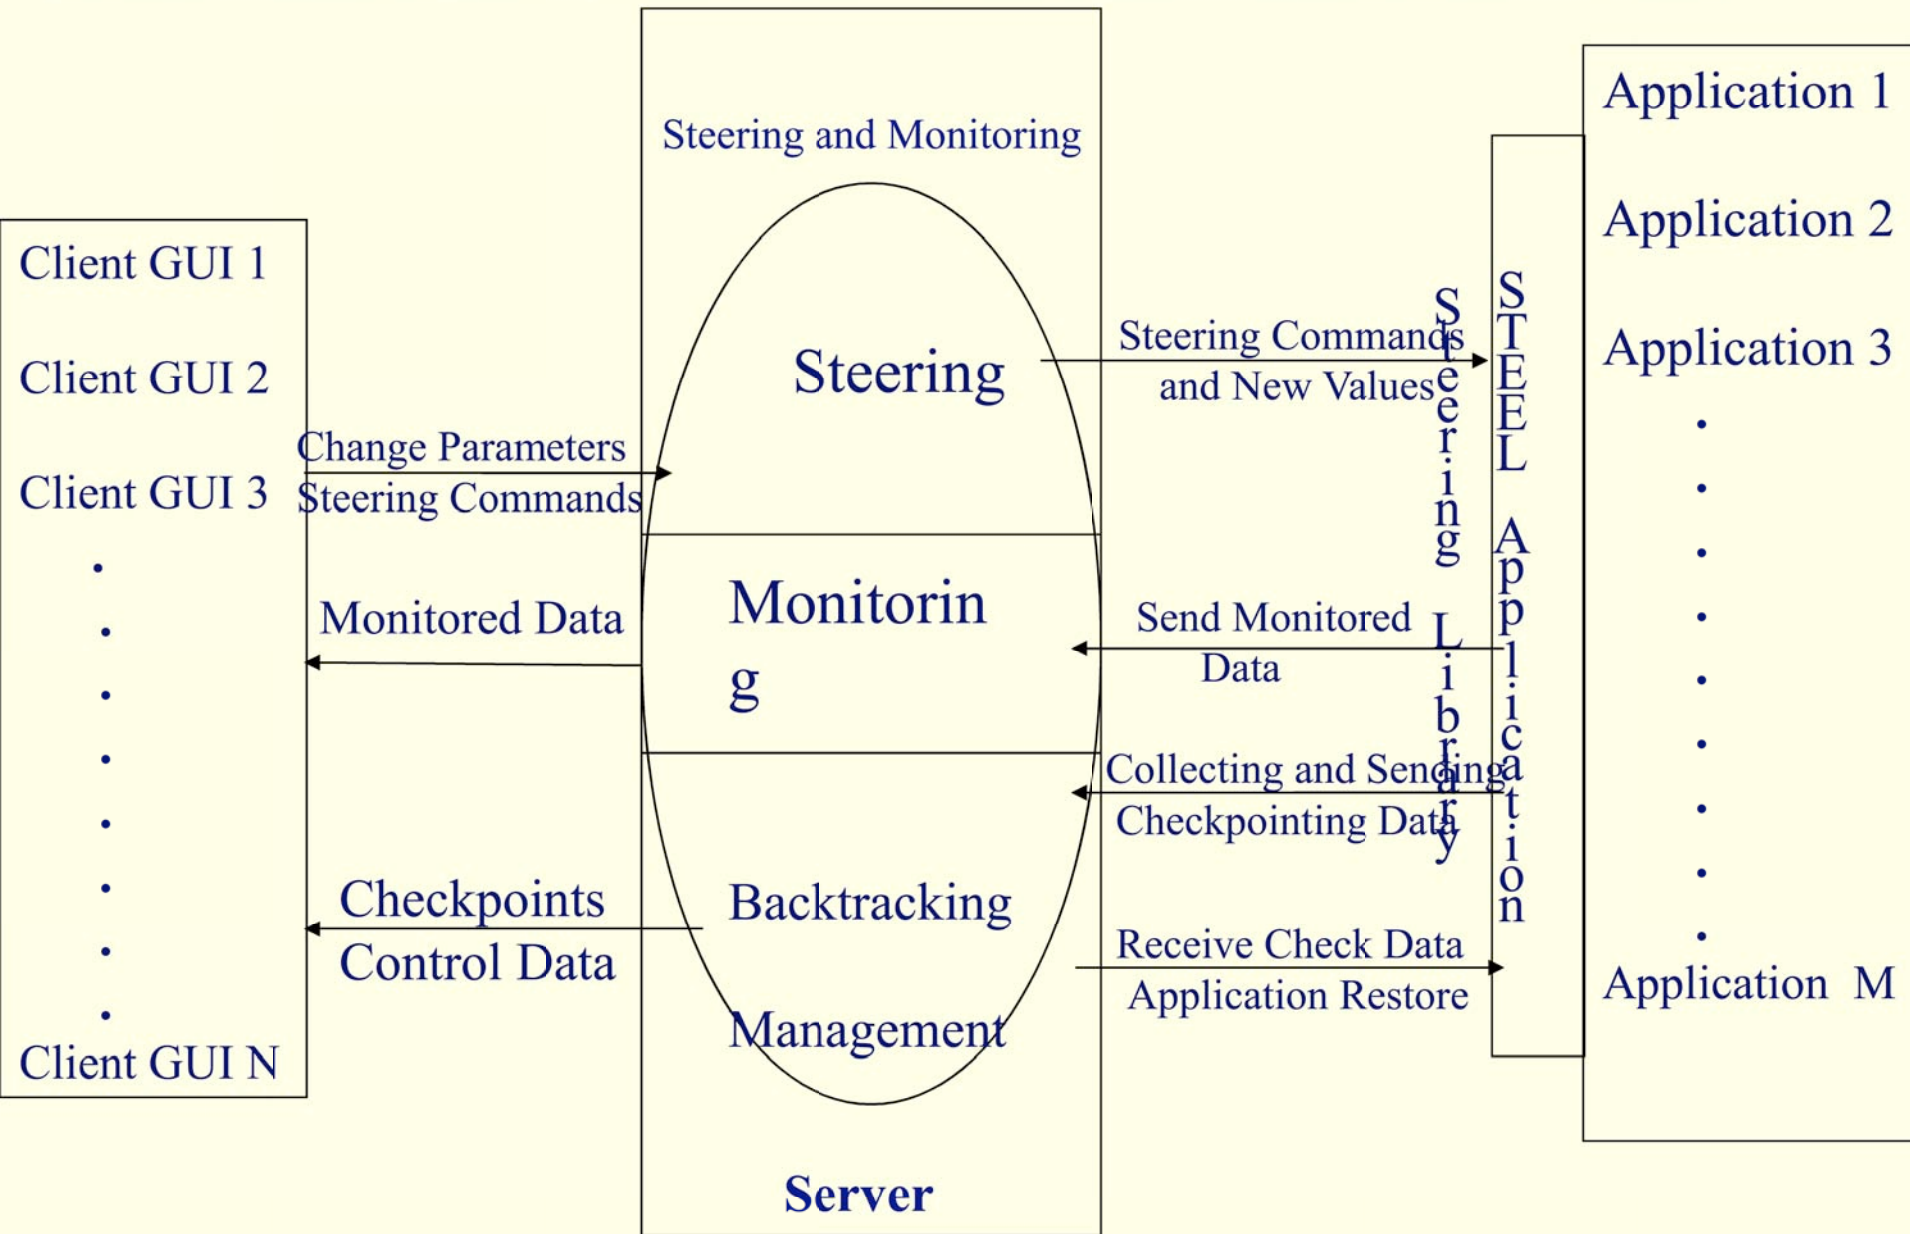 Steering and Monitoring
Client GUI 1
Client GUI 2
Client GUI 3
Client GUI N
Change Parameters
Steering Commands
Monitored Data
Checkpoints
Control Data
Steering
Monitorin
g
Backtracking
Management
Server
Steering Commands
and New Values
Send Monitored
Data
Collecting and Sending
Checkpointing Data
Receive Check Data
Application Restore
Steering Library
STEEL Application
Application 1
Application 2
Application 3
Application M